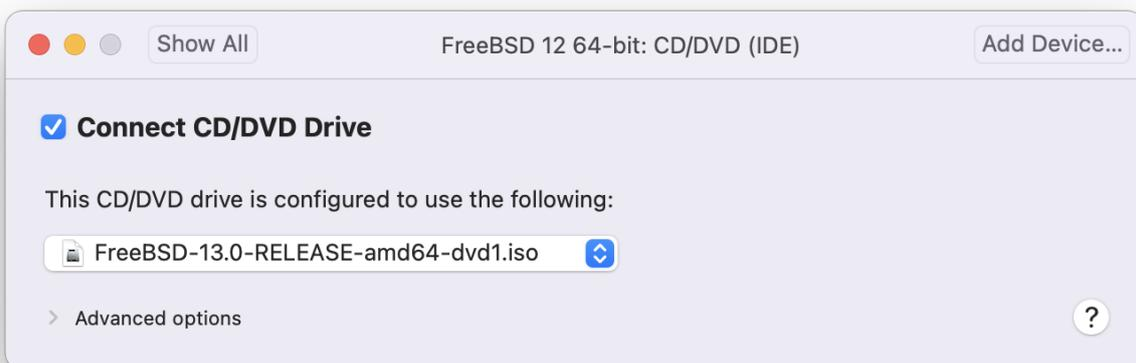 Show All
FreeBSD 12 64-bit: CD/DVD (IDE)
Add Device...
Connect CD/DVD Drive
This CD/DVD drive is configured to use the following:
FreeBSD-13.0-RELEASE-amd64-dvd1.iso
Advanced options
?